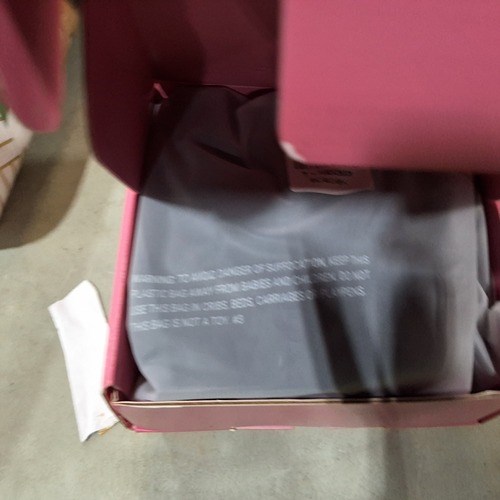 WARNING: TO AVOID DANGER OF SUFFOCATION, KEEP THIS
PLASTIC BAG AWAY FROM BABIES AND CHILDREN. DO NOT
USE THIS BAG IN CRIBS, BEDS, CARRIAGES OR PLAYPENS.
THIS BAG IS NOT A TOY.